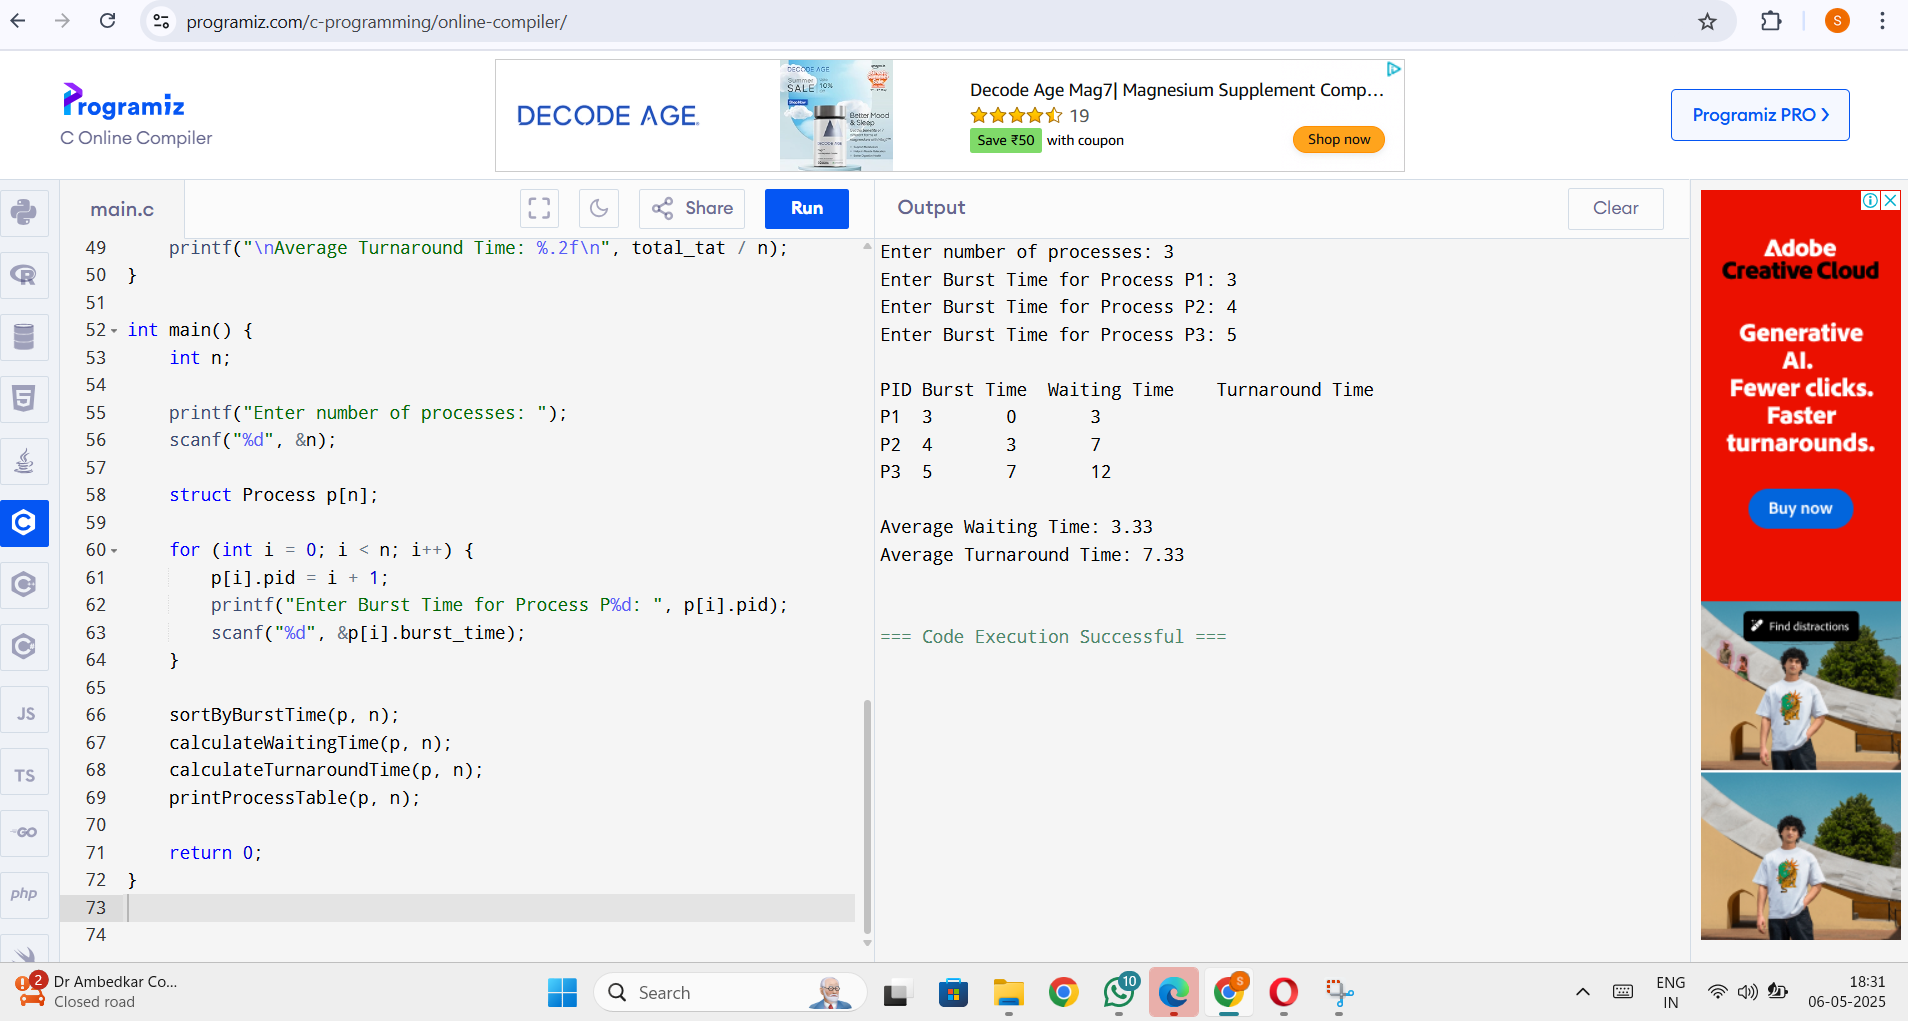 programiz.com/c-programming/online-compiler/
S
Programiz
C Online Compiler
DECODE AGE.
DECODE AGE
Summer
SALE 10%
Better Mood
& Sleep
Decode Age Mag7| Magnesium Supplement Comp...
19
Save ₹50 with coupon
Shop now
Programiz PRO ❯
main.c
Share
Run
Output
Clear
49 printf("\nAverage Turnaround Time: %.2f\n", total_tat / n);
50 }
51
52 int main() {
53 int n;
54
55 printf("Enter number of processes: ");
56 scanf("%d", &n);
57
58 struct Process p[n];
59
60 for (int i = 0; i < n; i++) {
61 p[i].pid = i + 1;
62 printf("Enter Burst Time for Process P%d: ", p[i].pid);
63 scanf("%d", &p[i].burst_time);
64 }
65
66 sortByBurstTime(p, n);
67 calculateWaitingTime(p, n);
68 calculateTurnaroundTime(p, n);
69 printProcessTable(p, n);
70
71 return 0;
72 }
73
74
Enter number of processes: 3
Enter Burst Time for Process P1: 3
Enter Burst Time for Process P2: 4
Enter Burst Time for Process P3: 5
PID Burst Time Waiting Time Turnaround Time
P1 3 0 3
P2 4 3 7
P3 5 7 12
Average Waiting Time: 3.33
Average Turnaround Time: 7.33
=== Code Execution Successful ===
R
5
C
JS
TS
GO
php
Adobe
Creative Cloud
Generative
AI.
Fewer clicks.
Faster
turnarounds.
Buy now
Find distractions
2
Dr Ambedkar Co...
Closed road
Search
10
S
ENG
IN
18:31
06-05-2025